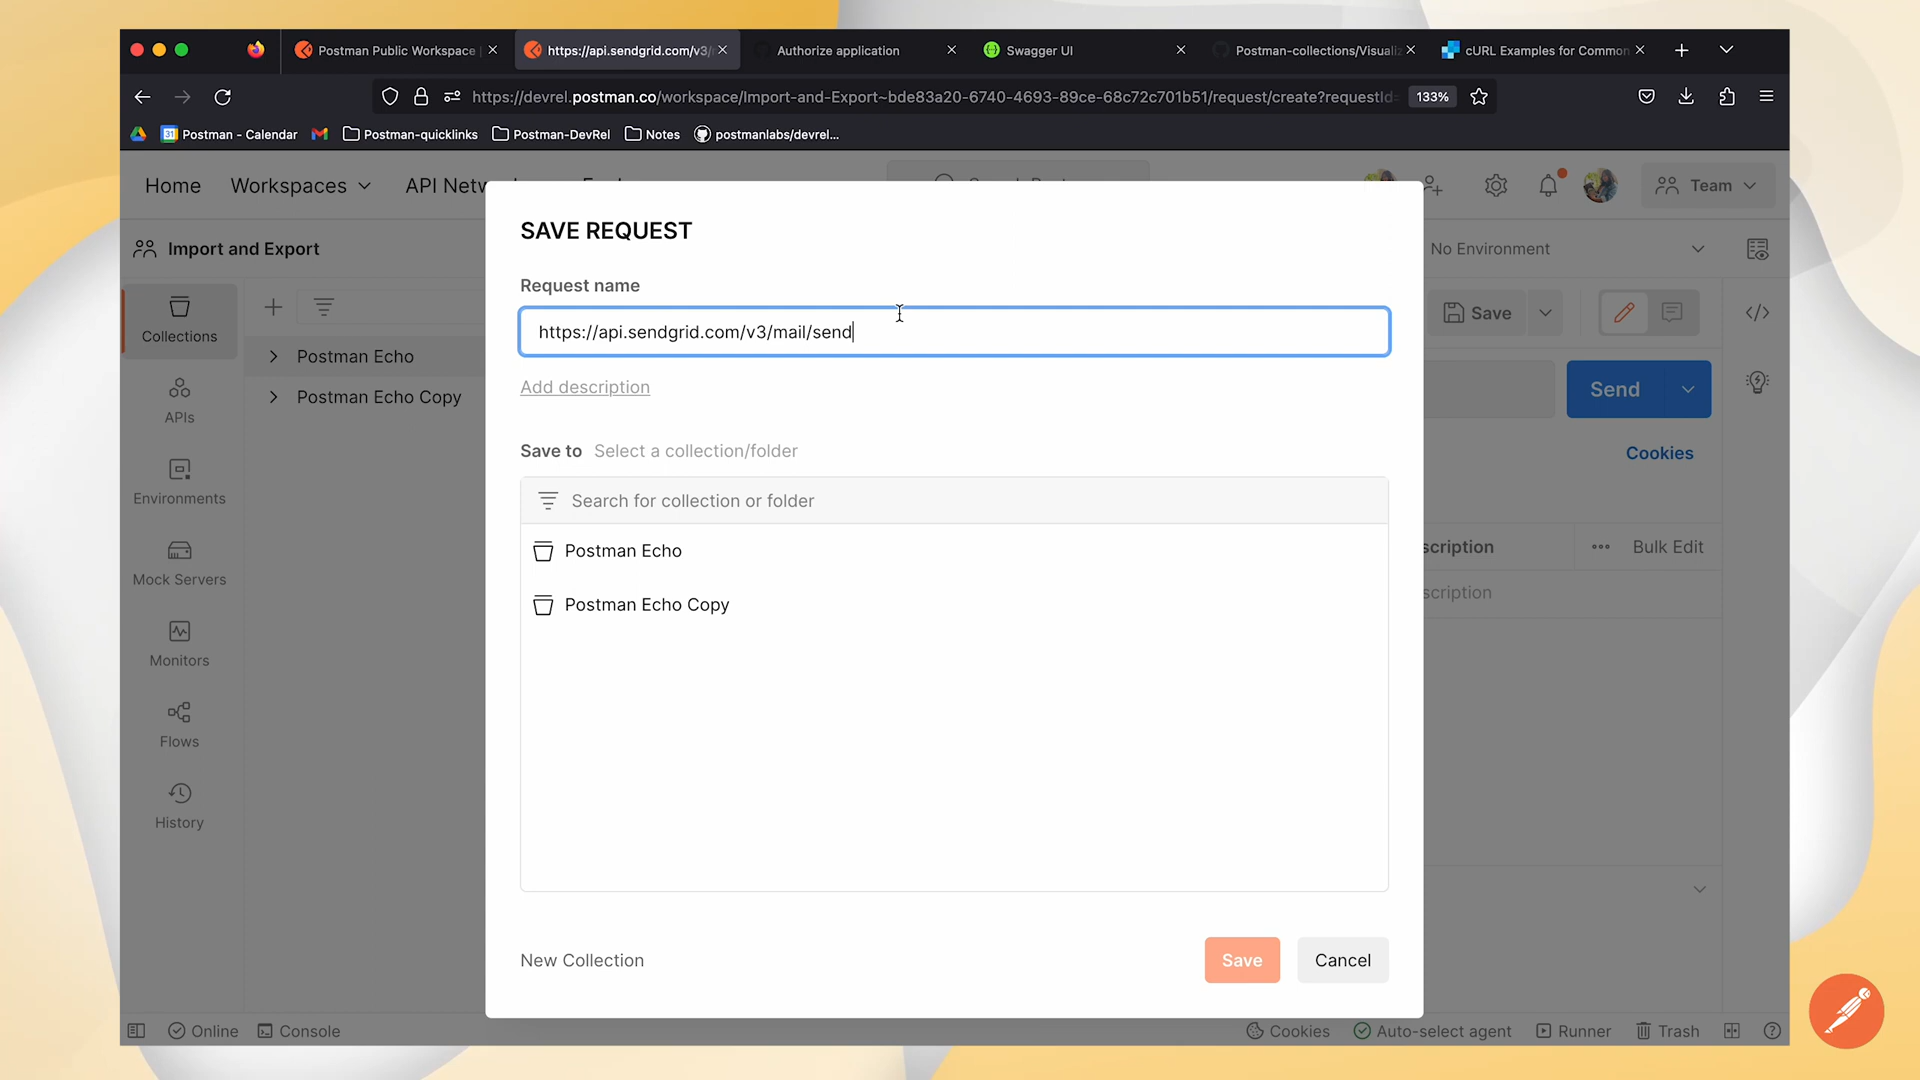 Postman Public Workspace
https://api.sendgrid.com/v3/
Authorize application
Swagger UI
Postman-collections/Visualiz
cURL Examples for Common
https://devrel.postman.co/workspace/Import-and-Export~bde83a20-6740-4693-89ce-68c72c701b51/request/create?requestId=
133%
31
Postman - Calendar
Postman-quicklinks
Postman-DevRel
Notes
postmanlabs/devrel...
Home
Workspaces
API Netw
Team
Import and Export
No Environment
Collections
APIs
Environments
Mock Servers
Monitors
Flows
History
Postman Echo
Postman Echo Copy
Save
Send
Cookies
scription
Bulk Edit
scription
SAVE REQUEST
Request name
https://api.sendgrid.com/v3/mail/send
Add description
Save to Select a collection/folder
Search for collection or folder
Postman Echo
Postman Echo Copy
New Collection
Save
Cancel
Online
Console
Cookies
Auto-select agent
Runner
Trash